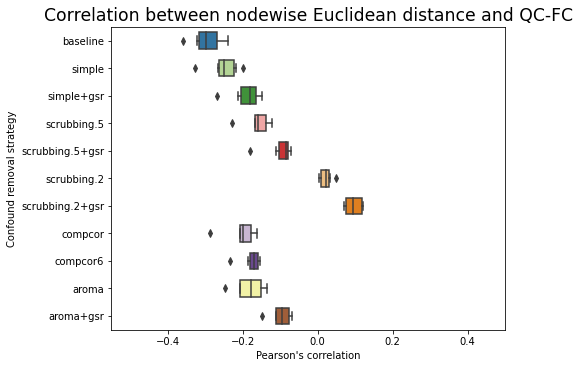 Correlation between nodewise Euclidean distance and QC-FC
Confound removal strategy
baseline
simple
simple+gsr
scrubbing.5
scrubbing.5+gsr
scrubbing.2
scrubbing.2+gsr
compcor
compcor6
aroma
aroma+gsr
−0.4 −0.2 0.0 0.2 0.4
Pearson's correlation